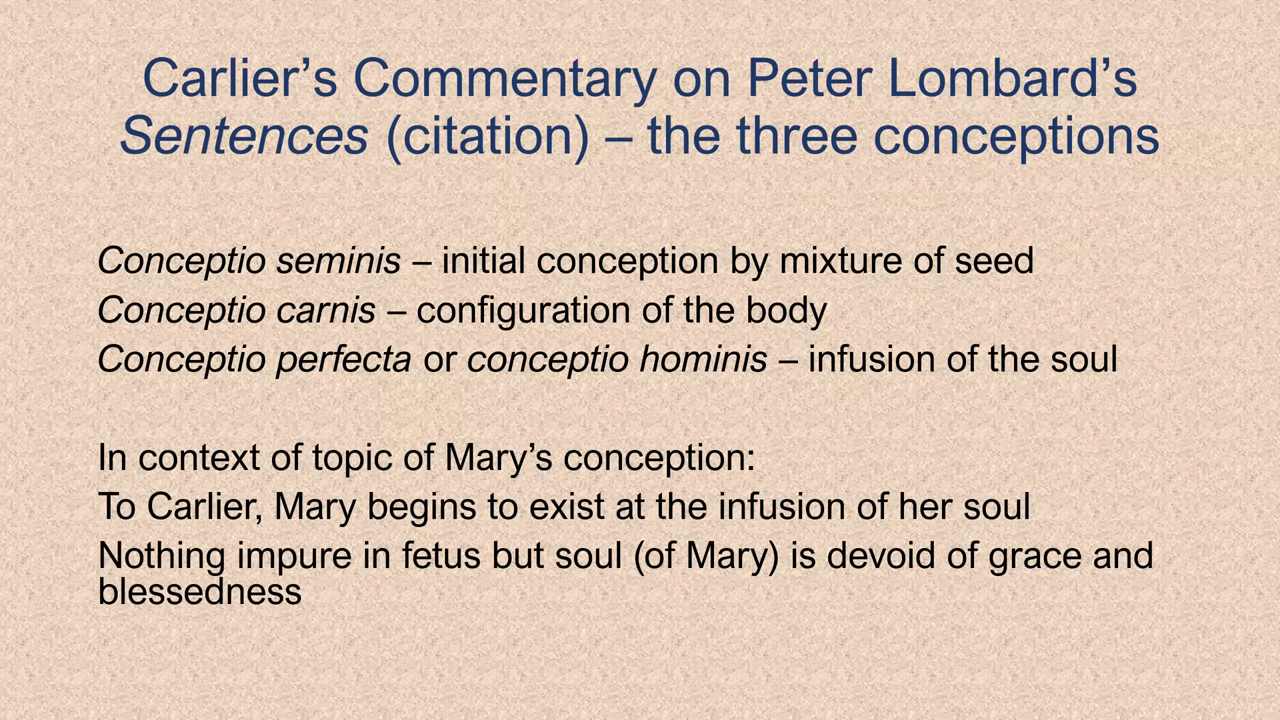 Carlier’s Commentary on Peter Lombard’s
Sentences (citation) – the three conceptions
Conceptio seminis – initial conception by mixture of seed
Conceptio carnis – configuration of the body
Conceptio perfecta or conceptio hominis – infusion of the soul
In context of topic of Mary’s conception:
To Carlier, Mary begins to exist at the infusion of her soul
Nothing impure in fetus but soul (of Mary) is devoid of grace and
blessedness